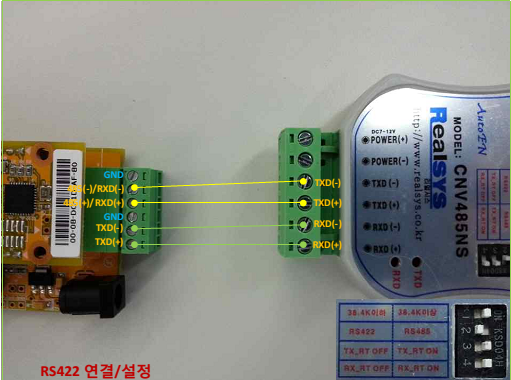 GND
485(-)/RXD(-)
485(+)/RXD(+)
GND
TXD(-)
TXD(+)
TXD(-)
TXD(+)
RXD(-)
RXD(+)
DC7~12V
POWER(+)
POWER(-)
TXD (-)
TXD (+)
RXD (-)
RXD (+)
RXD
TXD
http://www.realsys.co.kr
RealSYS
MODEL: CNV485NS
AutoEN
38.4K이하 38.4K이상
RS422 RS485
TX_RT OFF TX_RT ON
RX_RT OFF RX_RT ON
ON KSD04H
1
2
3
4
RS422 연결/설정